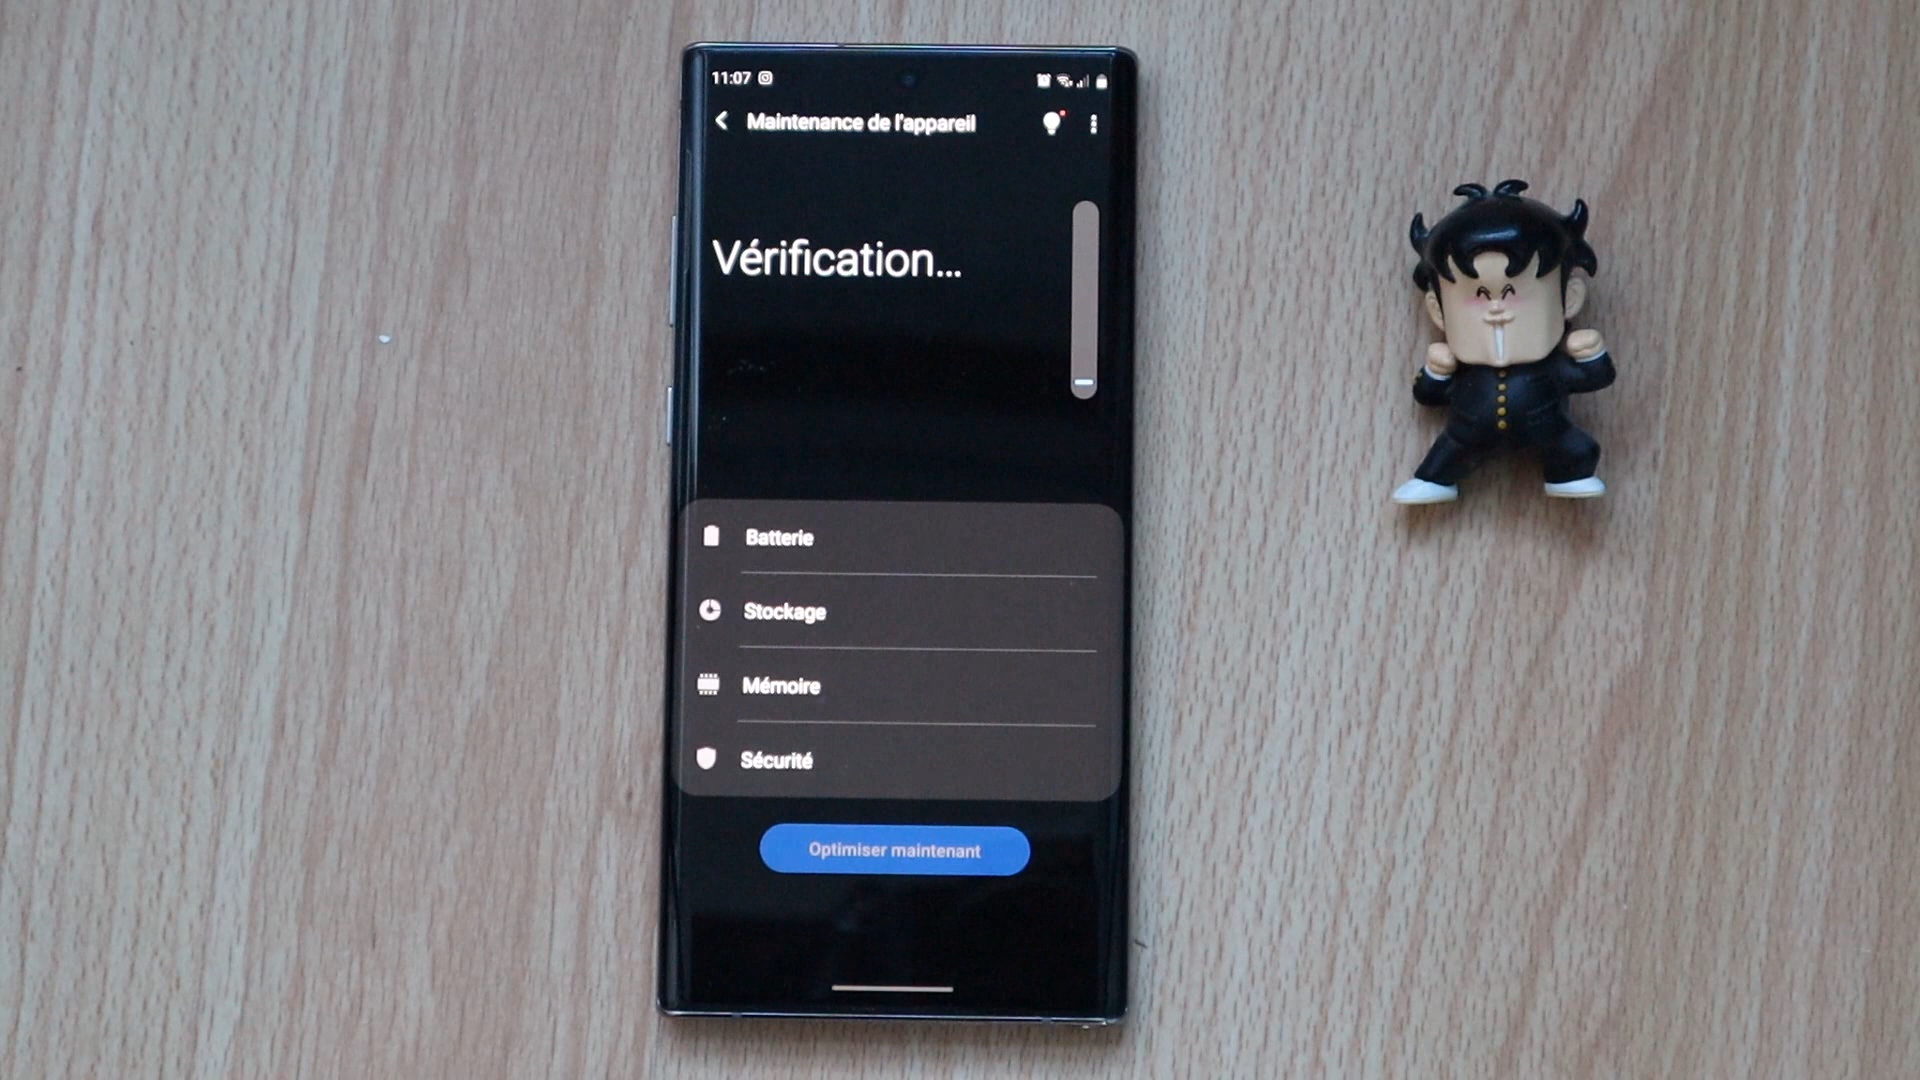 11:07
Maintenance de l'appareil
Vérification...
Batterie
Stockage
Mémoire
Sécurité
Optimiser maintenant